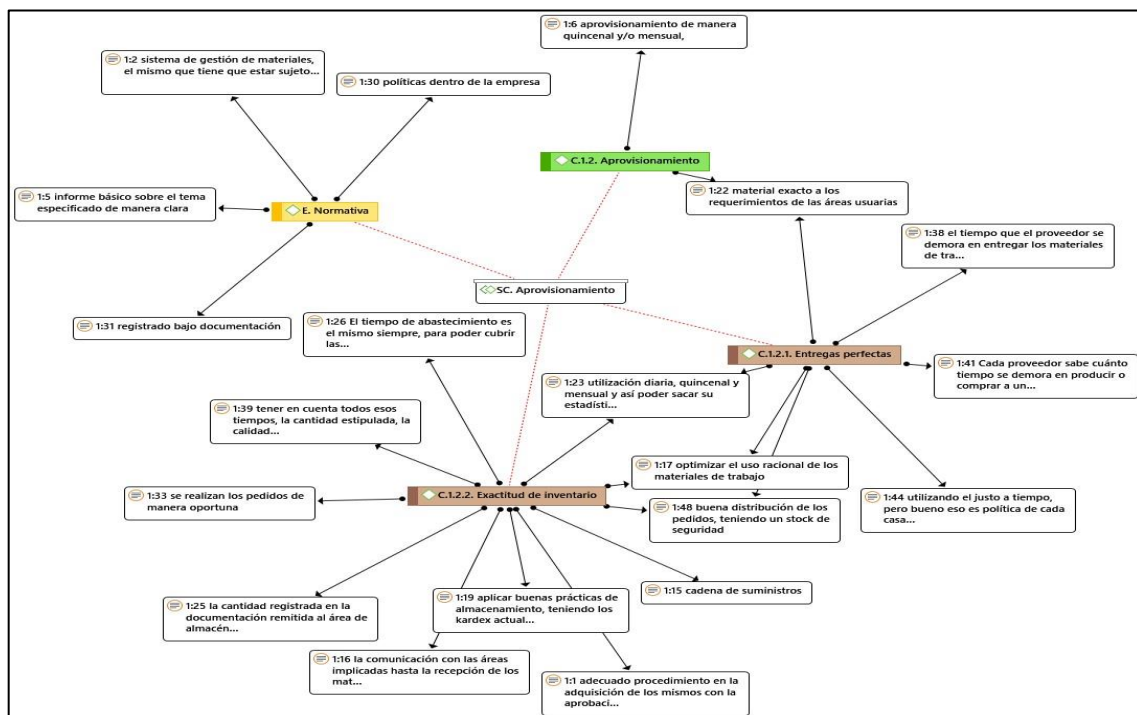 1:6 aprovisionamiento de manera
quincenal y/o mensual,
1:2 sistema de gestión de materiales,
el mismo que tiene que estar sujeto...
1:30 políticas dentro de la empresa
C.1.2. Aprovisionamiento
1:5 informe básico sobre el tema
especificado de manera clara
E. Normativa
1:22 material exacto a los
requerimientos de las áreas usuarias
1:38 el tiempo que el proveedor se
demora en entregar los materiales
de tra...
SC. Aprovisionamiento
1:31 registrado bajo documentación
1:26 El tiempo de abastecimiento es
el mismo siempre, para poder cubrir
las...
C.1.2.1. Entregas perfectas
1:41 Cada proveedor sabe cuánto
tiempo se demora en producir o
comprar a un...
1:23 utilización diaria, quincenal y
mensual y así poder sacar su
estadísti...
1:39 tener en cuenta todos esos
tiempos, la cantidad estipulada, la
calidad...
1:17 optimizar el uso racional de los
materiales de trabajo
1:33 se realizan los pedidos de
manera oportuna
C.1.2.2. Exactitud de inventario
1:48 buena distribución de los
pedidos, teniendo un stock de
seguridad
1:44 utilizando el justo a tiempo,
pero bueno eso es política de cada
casa...
1:15 cadena de suministros
1:25 la cantidad registrada en la
documentación remitida al área de
almacén...
1:19 aplicar buenas prácticas de
almacenamiento, teniendo los
kardex actual...
1:16 la comunicación con las áreas
implicadas hasta la recepción de los
mat...
1:1 adecuado procedimiento en la
adquisición de los mismos con la
aprobaci...